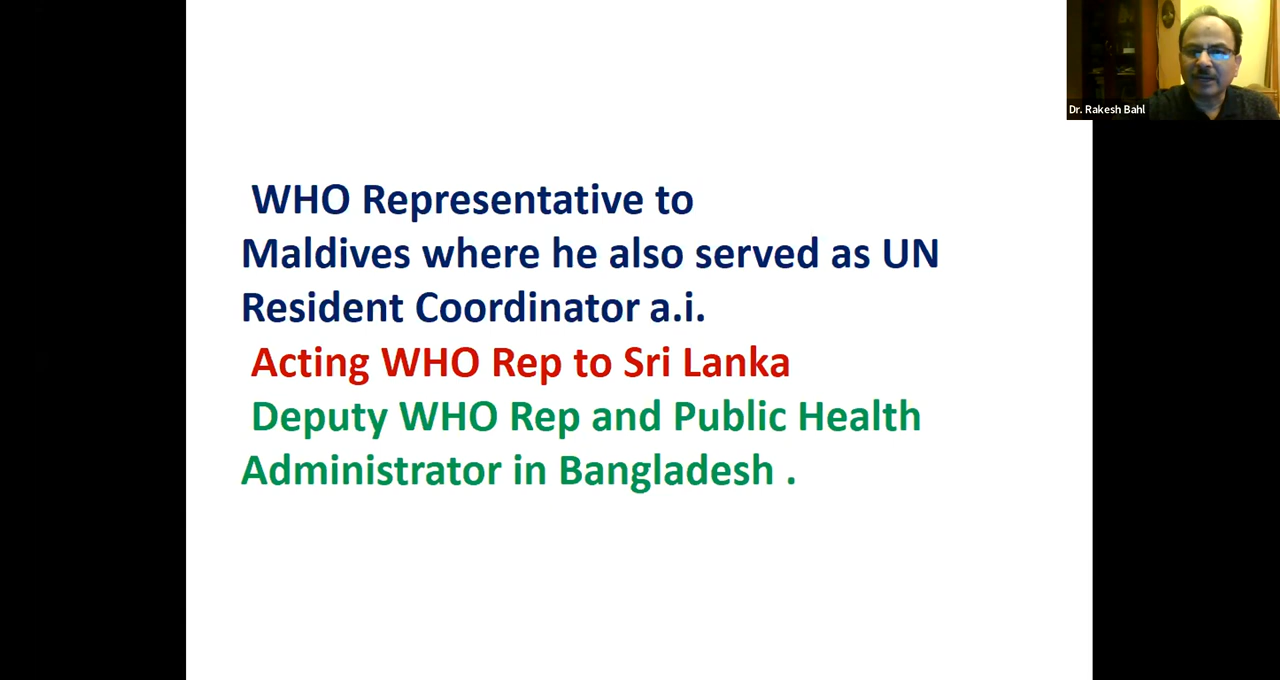 Dr. Rakesh Bahl
WHO Representative to
Maldives where he also served as UN
Resident Coordinator a.i.
Acting WHO Rep to Sri Lanka
Deputy WHO Rep and Public Health
Administrator in Bangladesh .